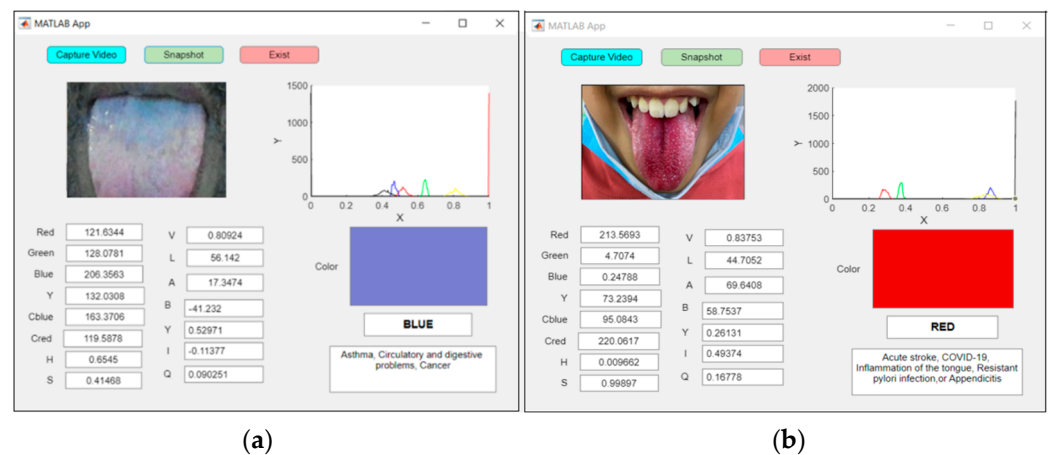 MATLAB App
Capture Video Snapshot Exist
1500
1000
500
0
Y
0 0.2 0.4 0.6 0.8 1
X
Red 121.6344
Green 128.0781
Blue 206.3563
Y 132.0308
Cblue 163.3706
Cred 119.5878
H 0.6545
S 0.41468
V 0.80924
L 56.142
A 17.3474
B -41.232
Y 0.52971
I -0.11377
Q 0.090251
Color
BLUE
Asthma, Circulatory and digestive
problems, Cancer
(a)
MATLAB App
Capture Video Snapshot Exist
2000
1500
1000
500
0
Y
0 0.2 0.4 0.6 0.8 1
X
Red 213.5693
Green 4.7074
Blue 0.24788
Y 73.2394
Cblue 95.0843
Cred 220.0617
H 0.009662
S 0.99897
V 0.83753
L 44.7052
A 69.6408
B 58.7537
Y 0.26131
I 0.49374
Q 0.16778
Color
RED
Acute stroke, COVID-19,
Inflammation of the tongue, Resistant
pylori infection,or Appendicitis
(b)